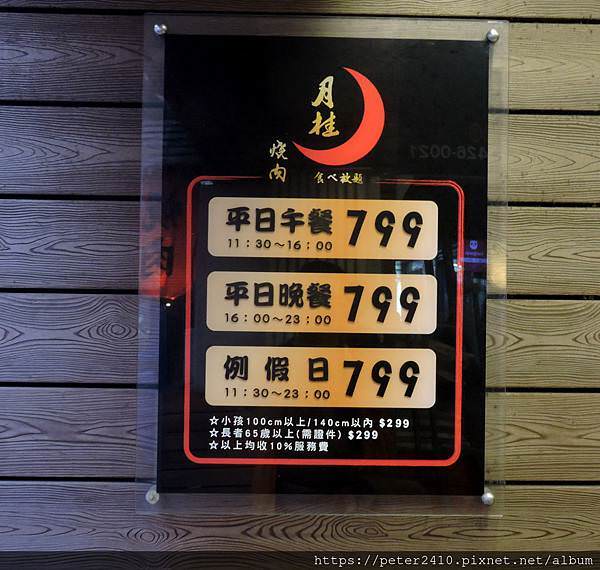 月桂
燒肉
食べ放題
平日午餐 799
11：30～16：00
平日晚餐 799
16：00～23：00
例假日 799
11：30～23：00
☆小孩100cm以上/140cm以內 $299
☆長者65歲以上(需證件) $299
☆以上均收10%服務費
426-0021
https://peter2410.pixnet.net/album